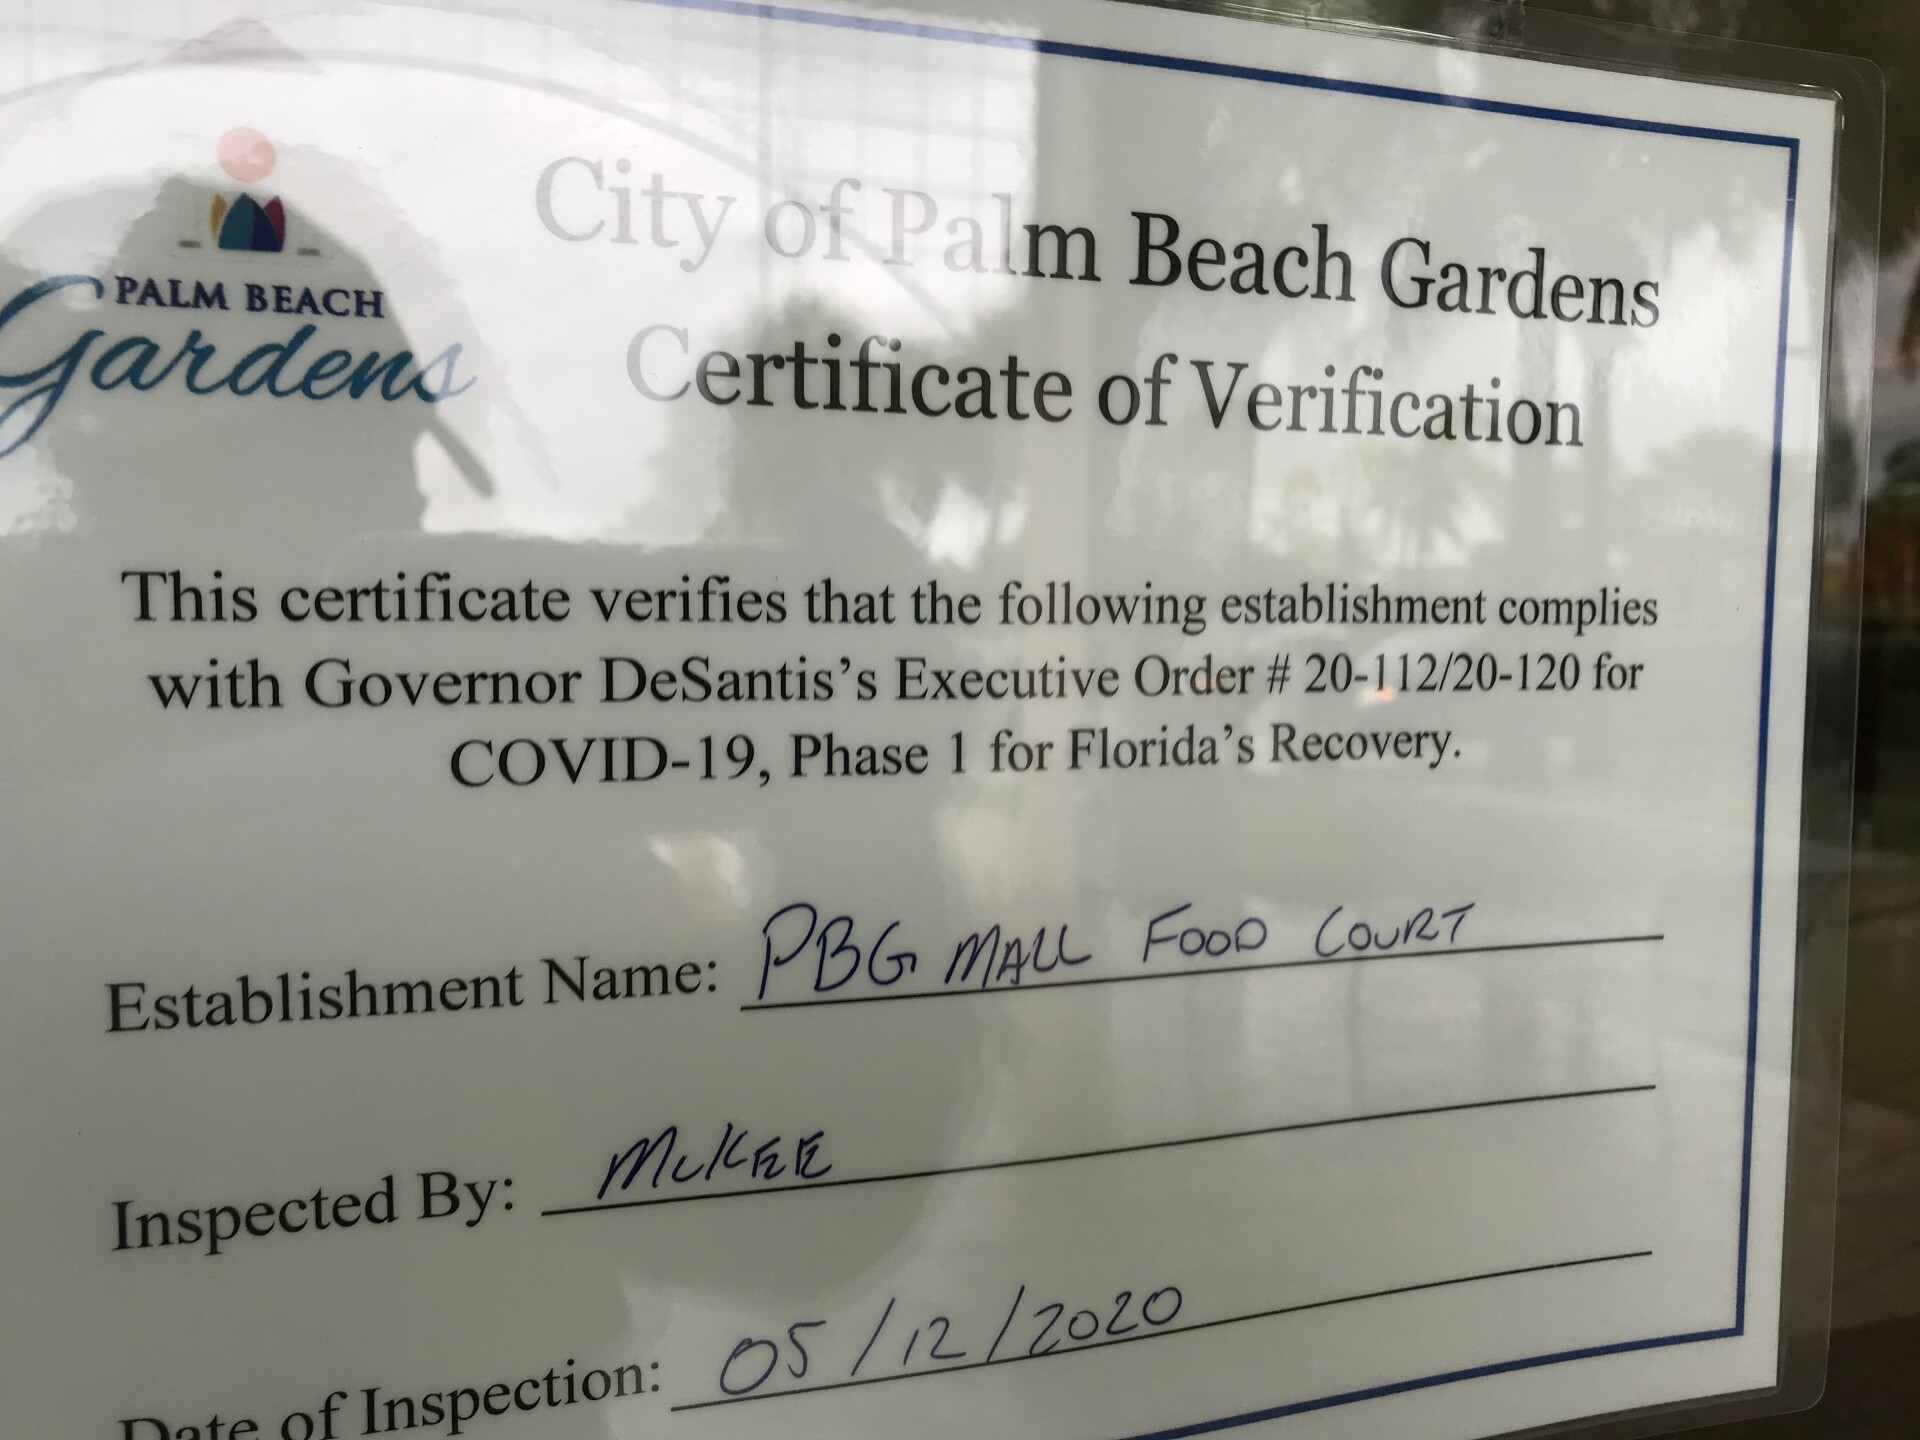 PALM BEACH
Gardens
City of Palm Beach Gardens
Certificate of Verification
This certificate verifies that the following establishment complies
with Governor DeSantis's Executive Order # 20-112/20-120 for
COVID-19, Phase 1 for Florida's Recovery.
Establishment Name: PBG MALL FOOD COURT
Inspected By: McKEE
Date of Inspection: 05/12/2020